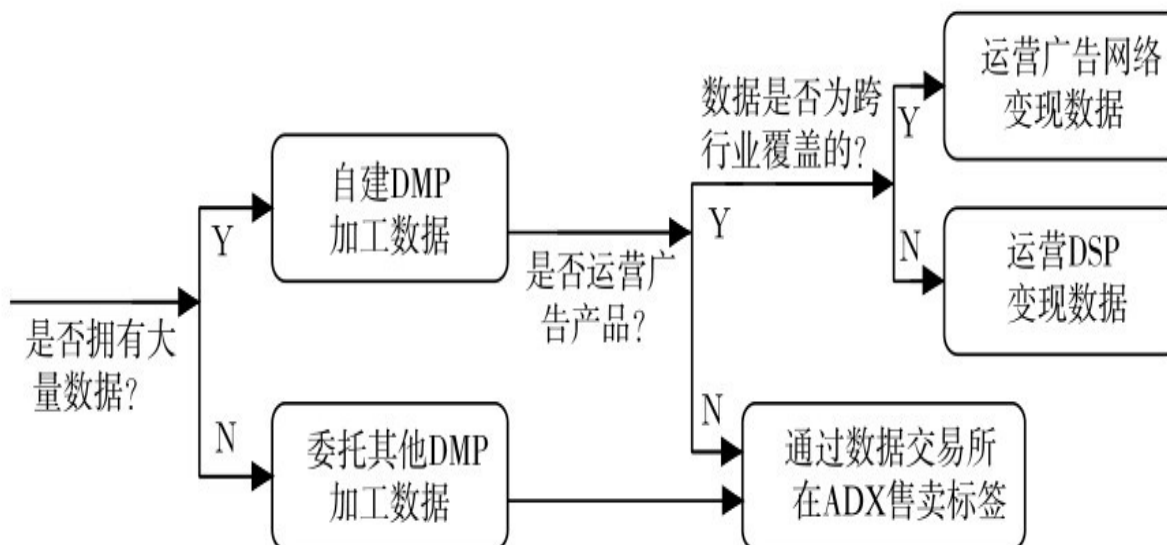 是否拥有大
量数据?
Y
自建DMP
加工数据
N
委托其他DMP
加工数据
是否运营广
告产品?
Y
数据是否为跨
行业覆盖的?
Y
运营广告网络
变现数据
N
运营DSP
变现数据
N
通过数据交易所
在ADX售卖标签